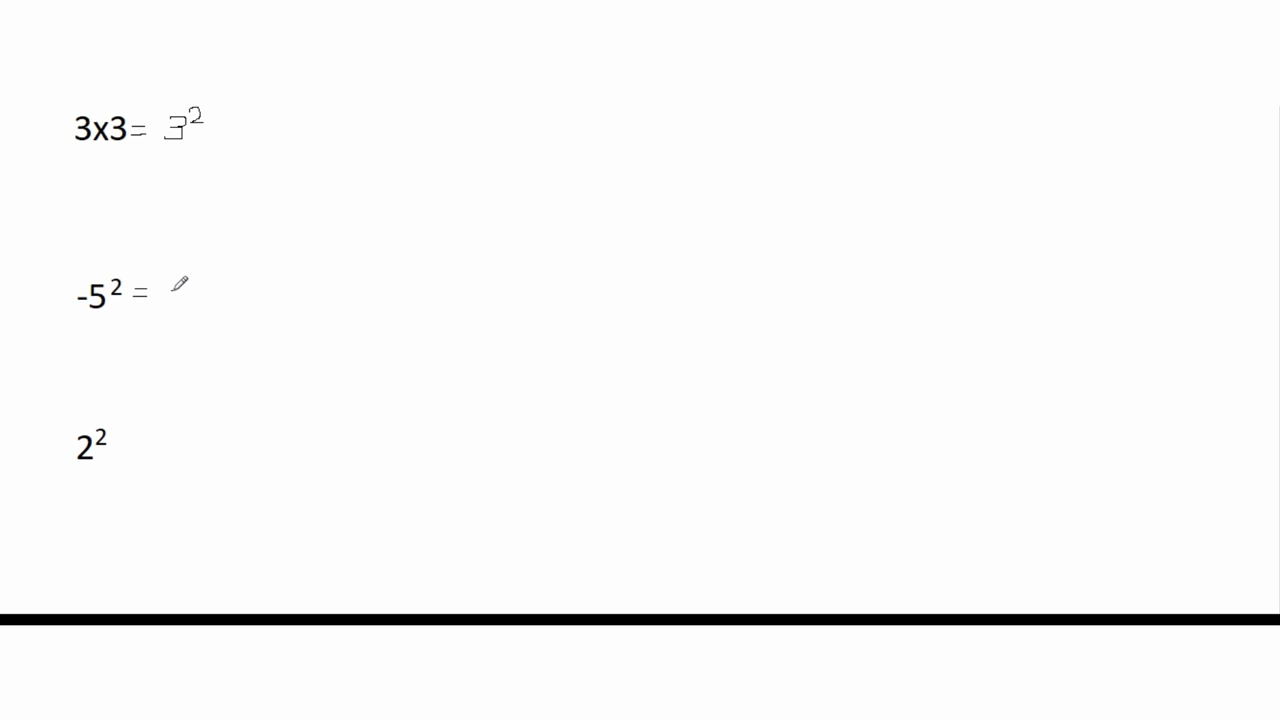 3x3= 3²
-5² =
2²